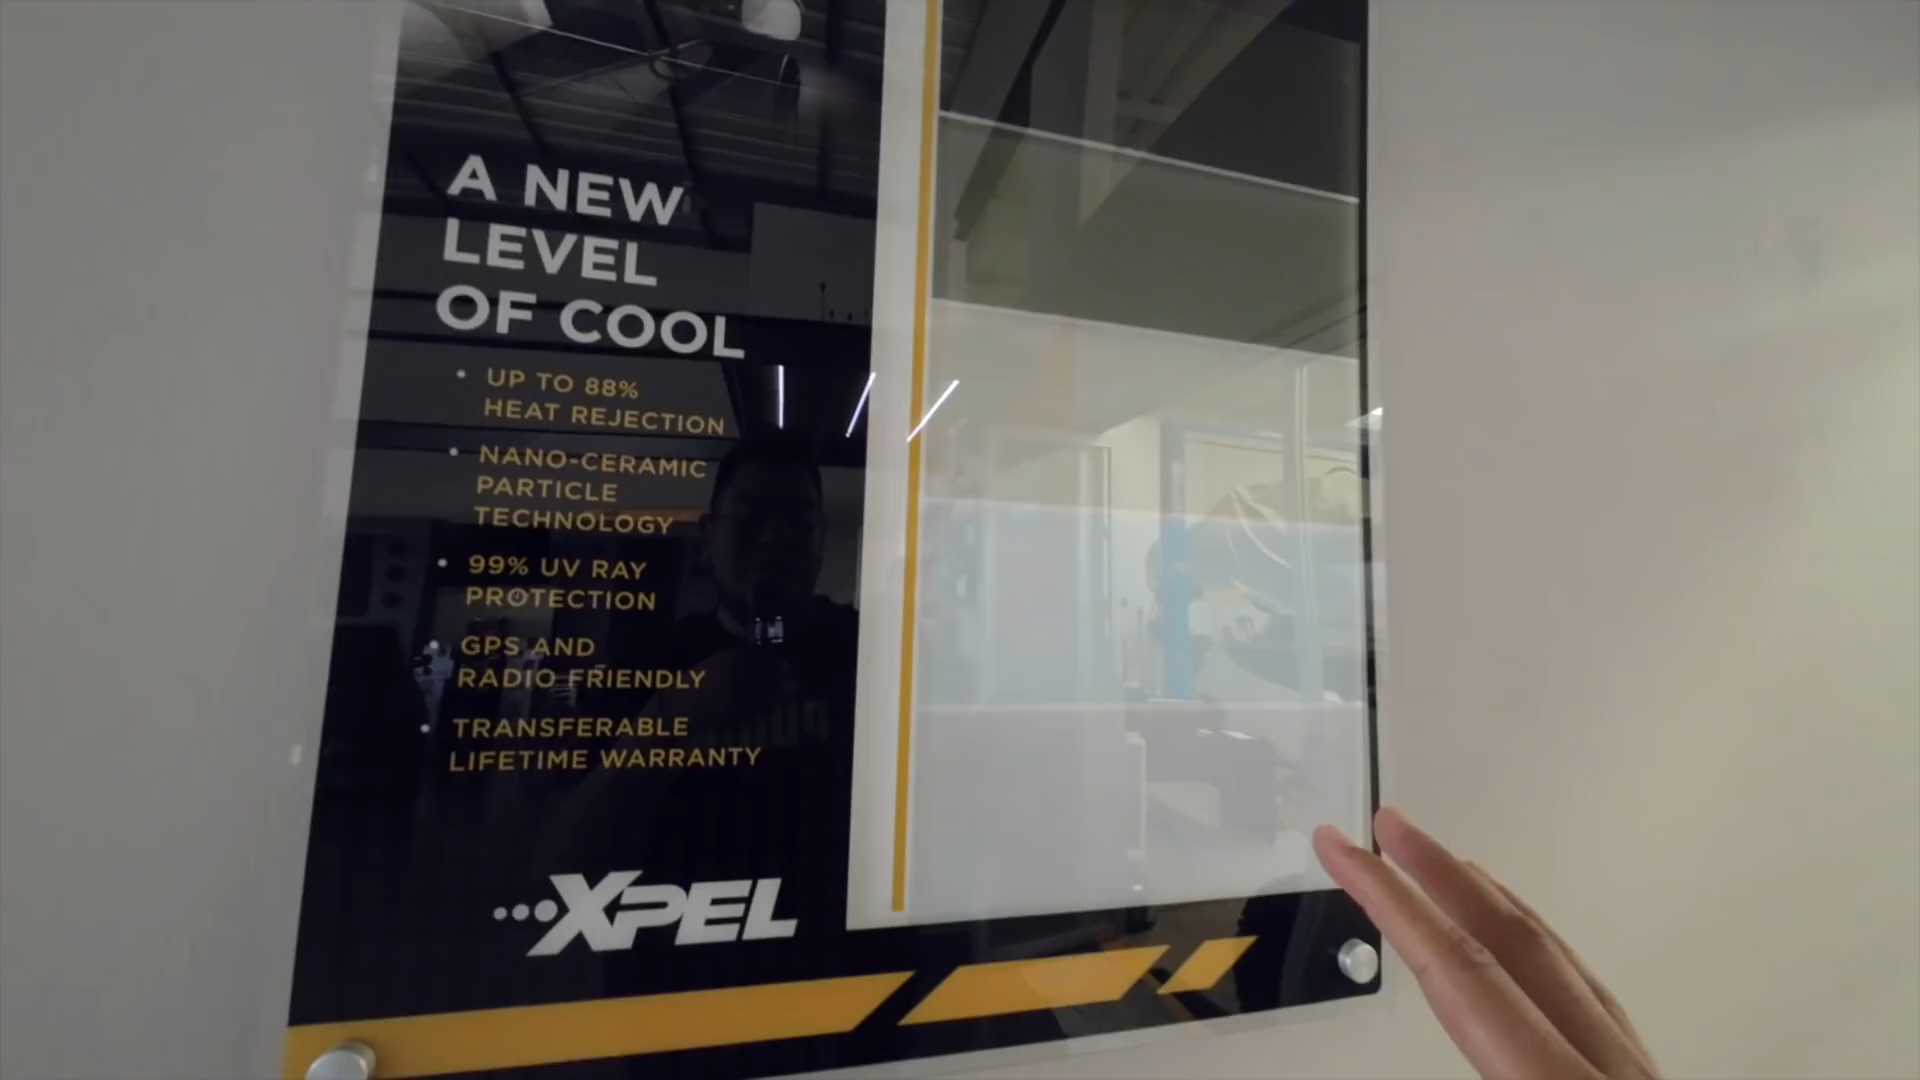 A NEW
LEVEL
OF COOL
• UP TO 88%
HEAT REJECTION
• NANO-CERAMIC
PARTICLE
TECHNOLOGY
• 99% UV RAY
PROTECTION
• GPS AND
RADIO FRIENDLY
• TRANSFERABLE
LIFETIME WARRANTY
XPEL